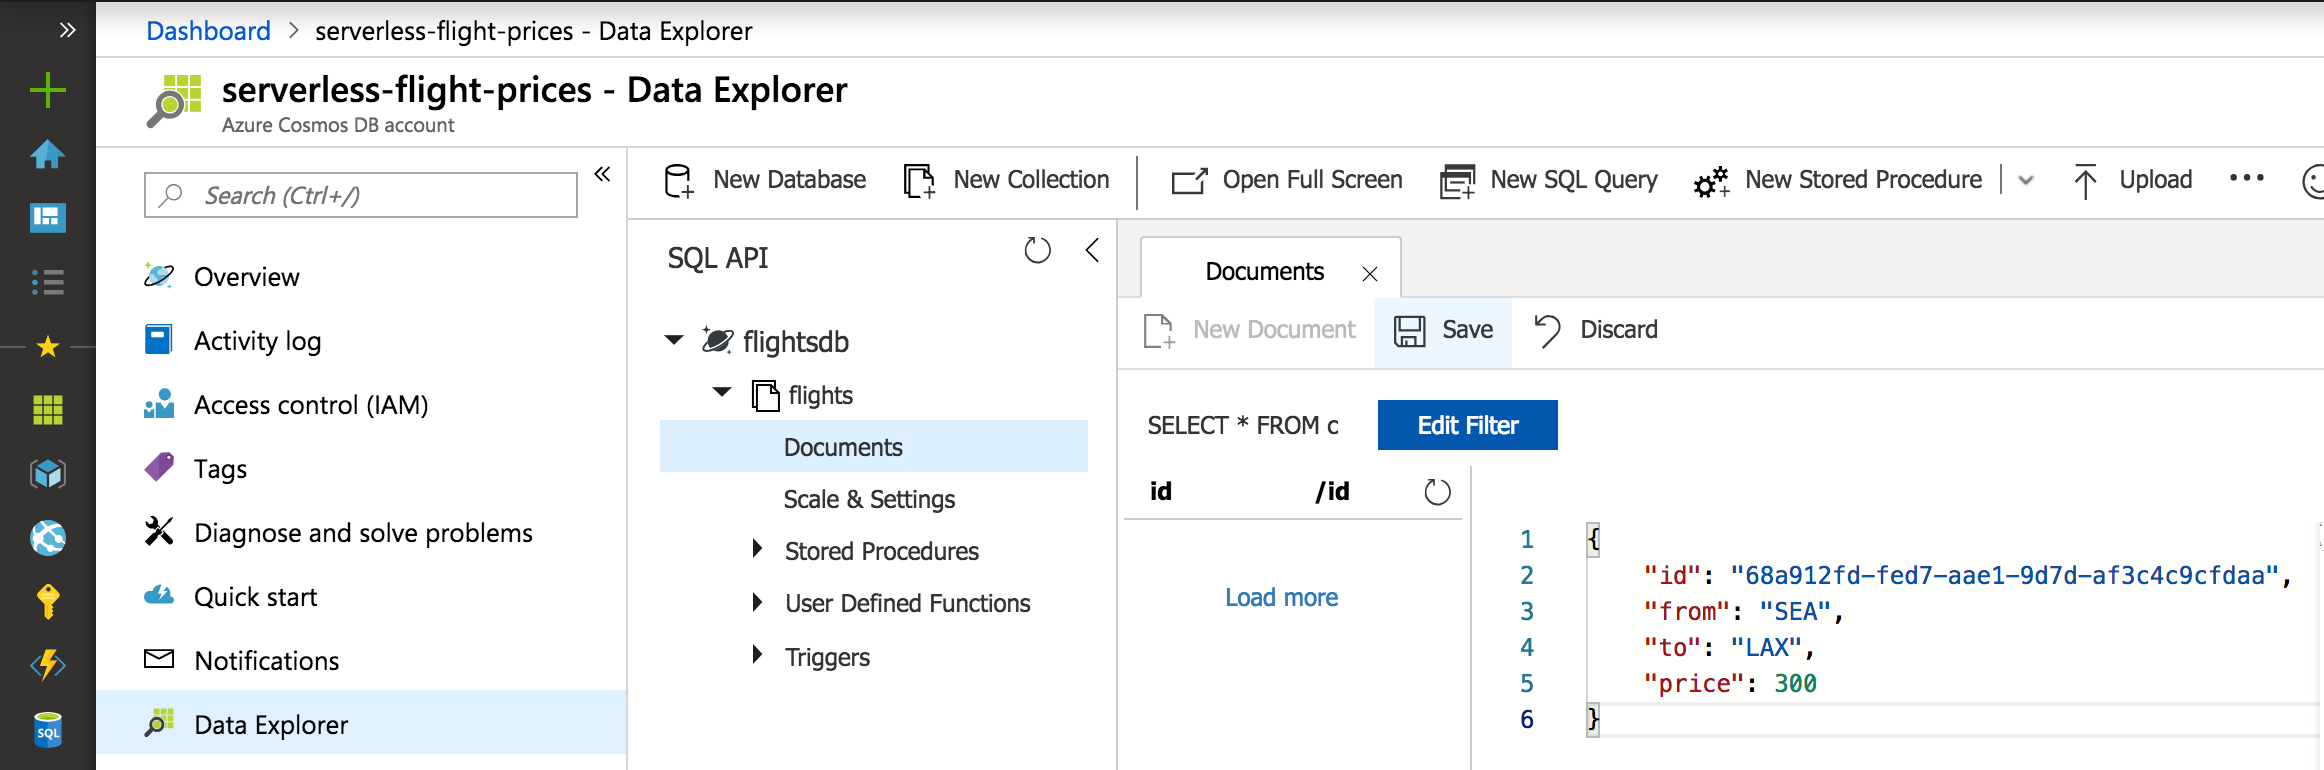 Dashboard > serverless-flight-prices - Data Explorer
serverless-flight-prices - Data Explorer
Azure Cosmos DB account
Search (Ctrl+/)
Overview
Activity log
Access control (IAM)
Tags
Diagnose and solve problems
Quick start
Notifications
Data Explorer
SQL
New Database
New Collection
Open Full Screen
New SQL Query
New Stored Procedure
Upload
SQL API
flightsdb
flights
Documents
Scale & Settings
Stored Procedures
User Defined Functions
Triggers
Documents
New Document
Save
Discard
SELECT * FROM c
Edit Filter
id /id
Load more
1 {
2 "id": "68a912fd-fed7-aae1-9d7d-af3c4c9cfdaa",
3 "from": "SEA",
4 "to": "LAX",
5 "price": 300
6 }